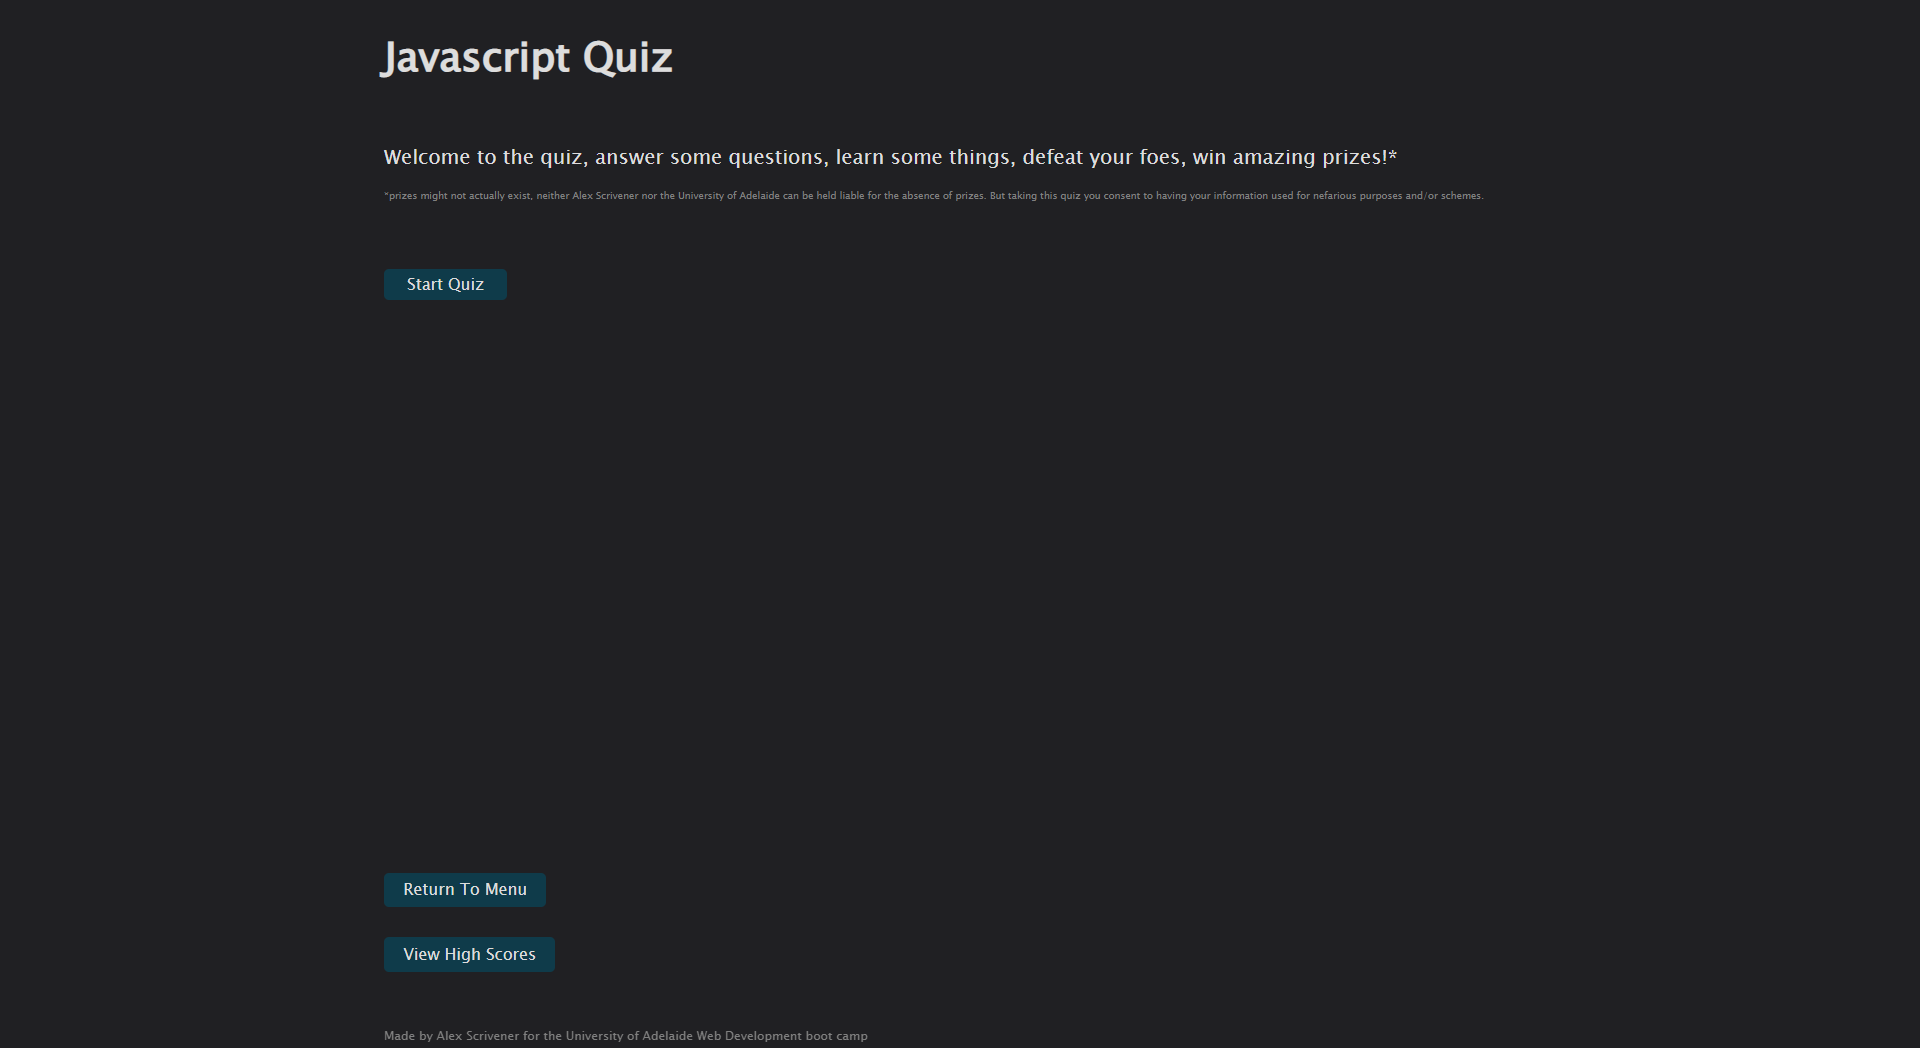 Javascript Quiz
Welcome to the quiz, answer some questions, learn some things, defeat your foes, win amazing prizes!*
*prizes might not actually exist, neither Alex Scrivener nor the University of Adelaide can be held liable for the absence of prizes. But taking this quiz you consent to having your information used for nefarious purposes and/or schemes.
Start Quiz
Return To Menu
View High Scores
Made by Alex Scrivener for the University of Adelaide Web Development boot camp